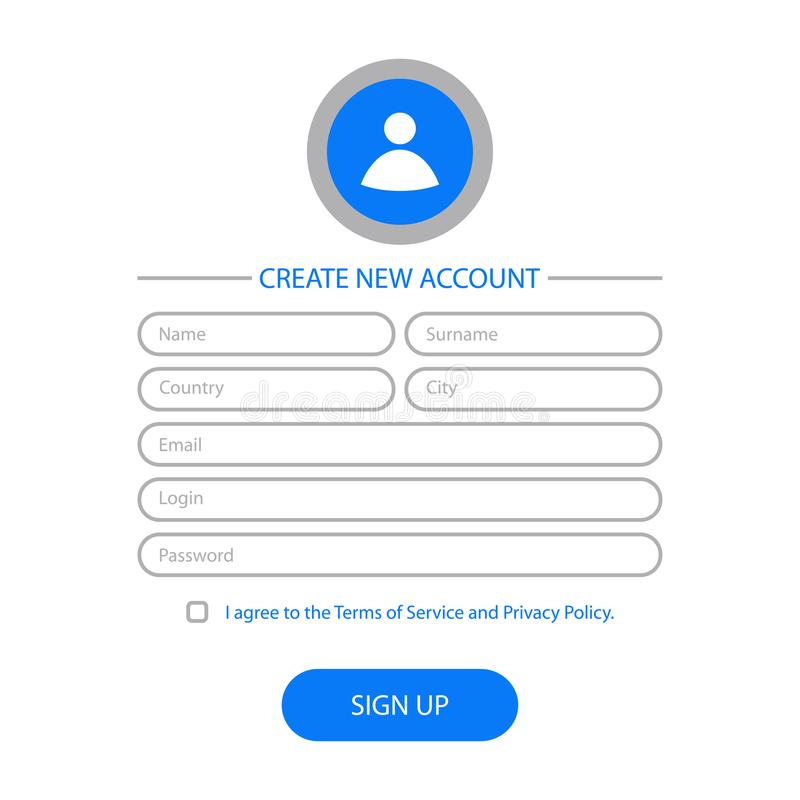 CREATE NEW ACCOUNT
Name Surname
Country City
dreamstime.
Email
Login
Password
I agree to the Terms of Service and Privacy Policy.
SIGN UP